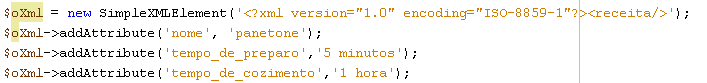 $oXml = new SimpleXMLElement('<?xml version="1.0" encoding="ISO-8859-1"?><receita/>');
$oXml->addAttribute('nome', 'panetone');
$oXml->addAttribute('tempo_de_preparo','5 minutos');
$oXml->addAttribute('tempo_de_cozimento','1 hora');